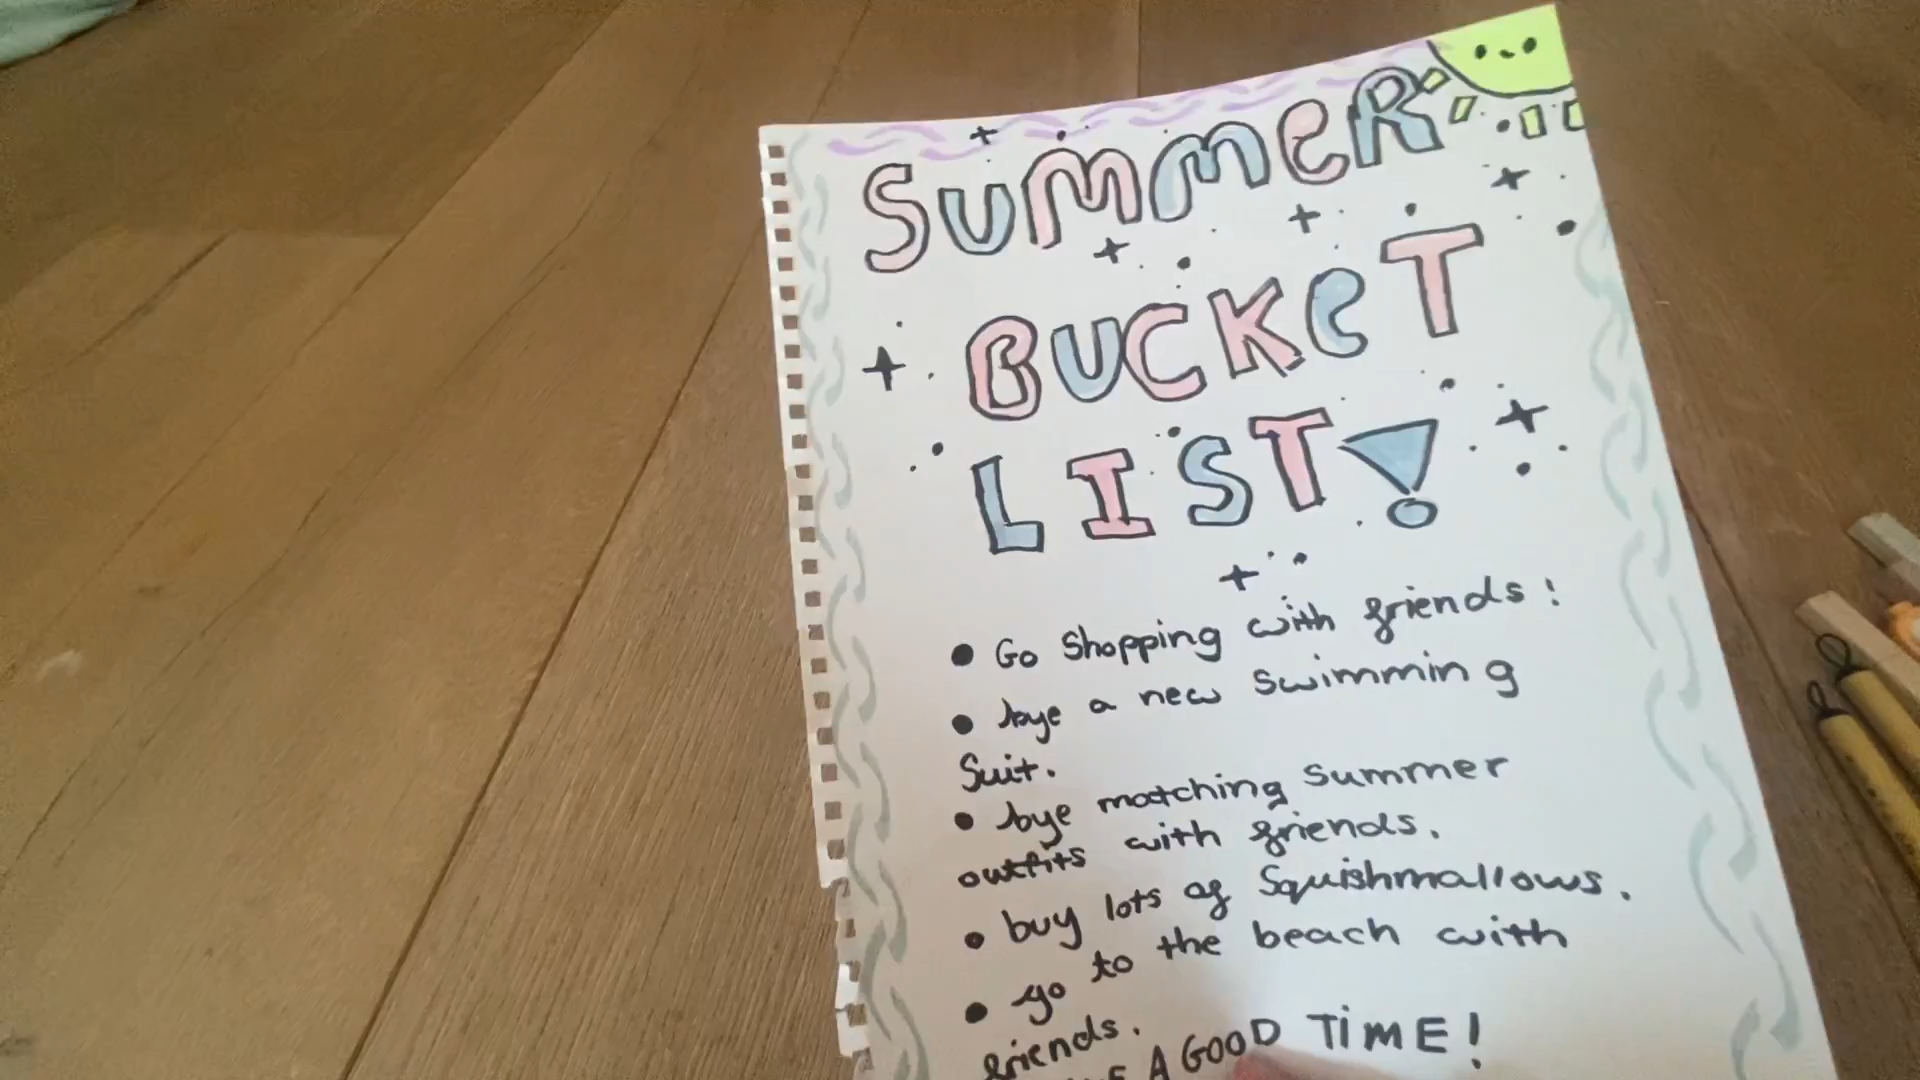 SUMMER
BUCKET
LIST!
• Go Shopping with friends!
• bye a new swimming
Suit.
• bye matching summer
outfits with friends.
• buy lots of Squishmallows.
• go to the beach with
friends.
A GOOD TiME!